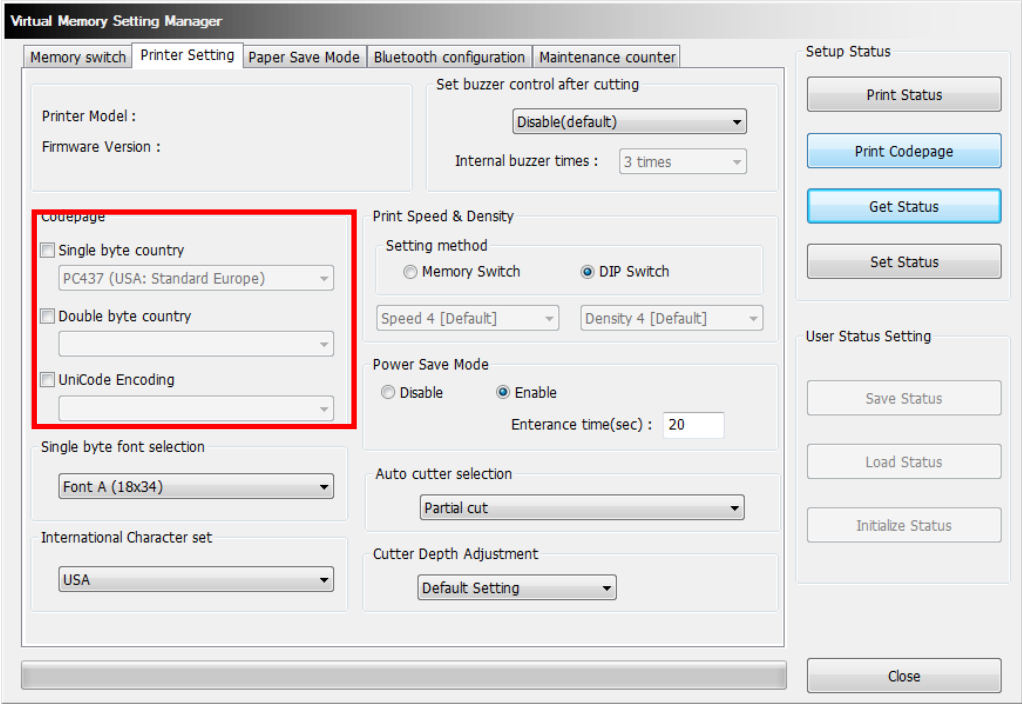 Virtual Memory Setting Manager
Memory switch
Printer Setting
Paper Save Mode
Bluetooth configuration
Maintenance counter
Printer Model :
Firmware Version :
Set buzzer control after cutting
Disable(default)
Internal buzzer times : 3 times
Codepage
Single byte country
PC437 (USA: Standard Europe)
Double byte country
UniCode Encoding
Single byte font selection
Font A (18x34)
International Character set
USA
Print Speed & Density
Setting method
Memory Switch DIP Switch
Speed 4 [Default] Density 4 [Default]
Power Save Mode
Disable Enable
Enterance time(sec) : 20
Auto cutter selection
Partial cut
Cutter Depth Adjustment
Default Setting
Setup Status
Print Status
Print Codepage
Get Status
Set Status
User Status Setting
Save Status
Load Status
Initialize Status
Close